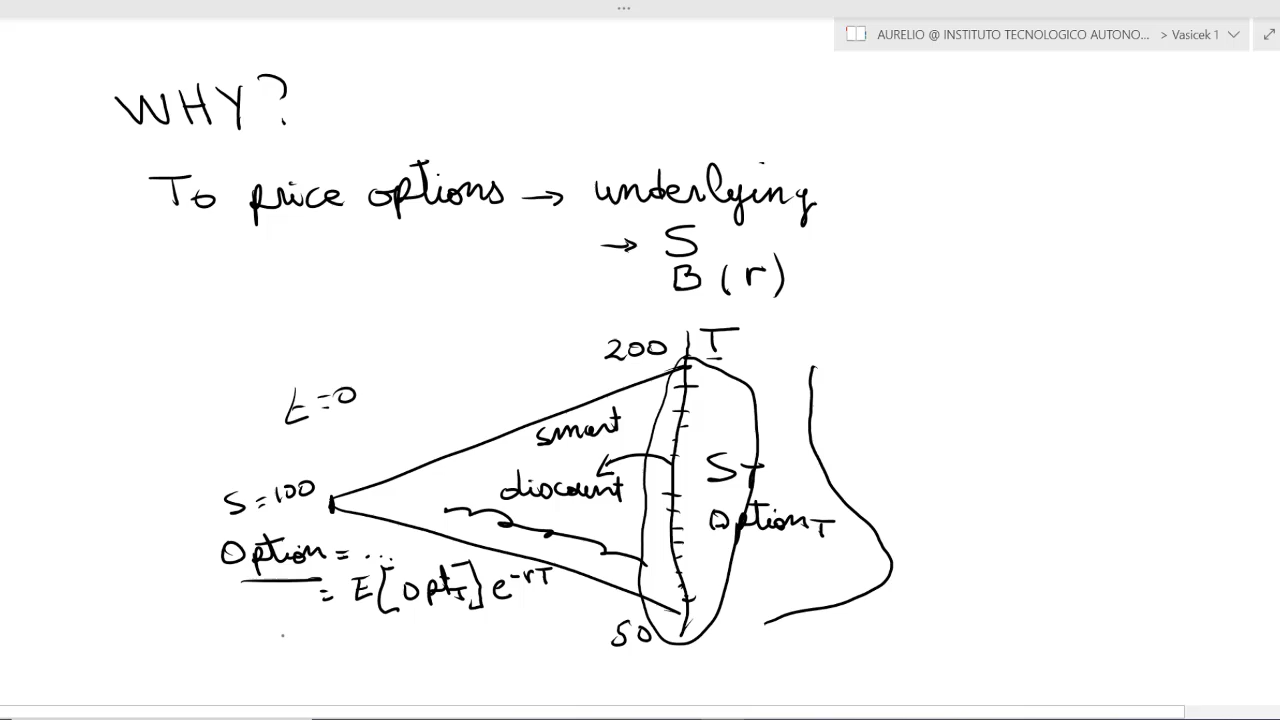 AURELIO @ INSTITUTO TECNOLOGICO AUTONO... > Vasicek 1
WHY?
To price options → underlying
→ S
B (r)
200 T
t=0
smart
S=100
discount
S_T
Option_T
Option = ...
= E[Opt_T] e^-rT
50